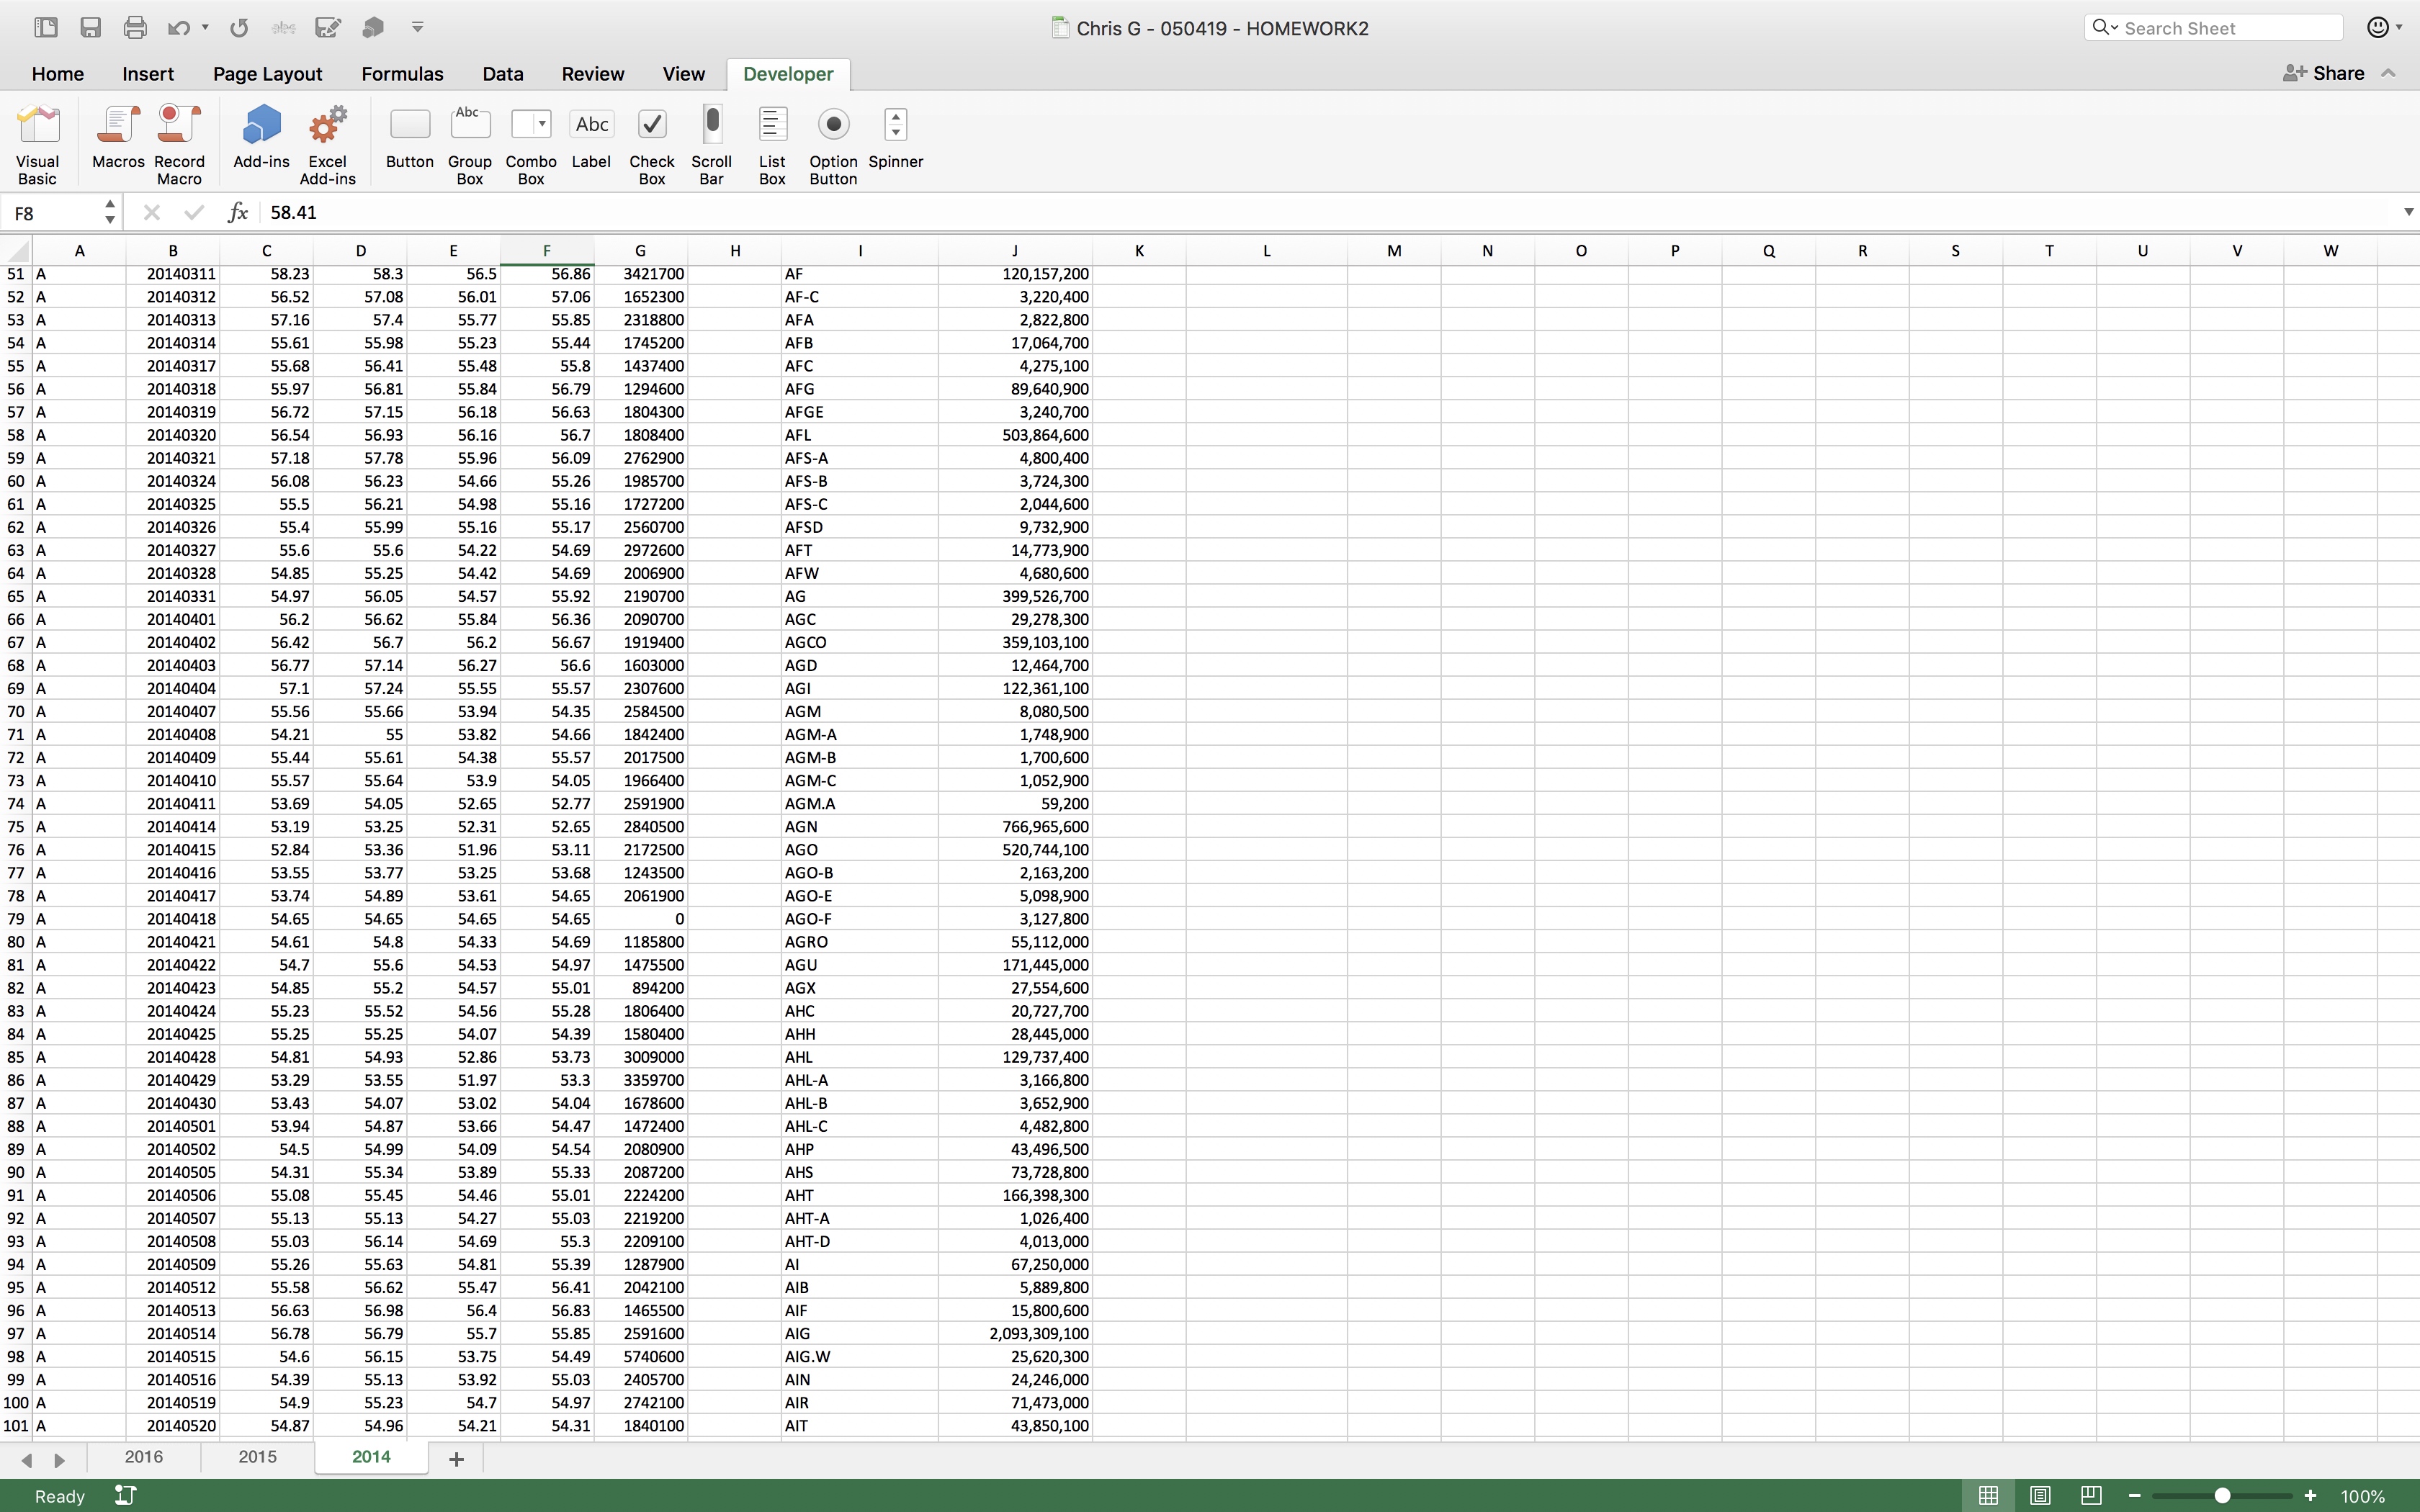 Chris G - 050419 - HOMEWORK2
Search Sheet
Home Insert Page Layout Formulas Data Review View Developer
Share
Abc Abc
Visual Basic Macros Record Macro Add-ins Excel Add-ins Button Group Box Combo Box Label Check Box Scroll Bar List Box Option Button Spinner
F8 fx 58.41
A B C D E F G H I J K L M N O P Q R S T U V W
51 A 20140311 58.23 58.3 56.5 56.86 3421700 AF 120,157,200
52 A 20140312 56.52 57.08 56.01 57.06 1652300 AF-C 3,220,400
53 A 20140313 57.16 57.4 55.77 55.85 2318800 AFA 2,822,800
54 A 20140314 55.61 55.98 55.23 55.44 1745200 AFB 17,064,700
55 A 20140317 55.68 56.41 55.48 55.8 1437400 AFC 4,275,100
56 A 20140318 55.97 56.81 55.84 56.79 1294600 AFG 89,640,900
57 A 20140319 56.72 57.15 56.18 56.63 1804300 AFGE 3,240,700
58 A 20140320 56.54 56.93 56.16 56.7 1808400 AFL 503,864,600
59 A 20140321 57.18 57.78 55.96 56.09 2762900 AFS-A 4,800,400
60 A 20140324 56.08 56.23 54.66 55.26 1985700 AFS-B 3,724,300
61 A 20140325 55.5 56.21 54.98 55.16 1727200 AFS-C 2,044,600
62 A 20140326 55.4 55.99 55.16 55.17 2560700 AFSD 9,732,900
63 A 20140327 55.6 55.6 54.22 54.69 2972600 AFT 14,773,900
64 A 20140328 54.85 55.25 54.42 54.69 2006900 AFW 4,680,600
65 A 20140331 54.97 56.05 54.57 55.92 2190700 AG 399,526,700
66 A 20140401 56.2 56.62 55.84 56.36 2090700 AGC 29,278,300
67 A 20140402 56.42 56.7 56.2 56.67 1919400 AGCO 359,103,100
68 A 20140403 56.77 57.14 56.27 56.6 1603000 AGD 12,464,700
69 A 20140404 57.1 57.24 55.55 55.57 2307600 AGI 122,361,100
70 A 20140407 55.56 55.66 53.94 54.35 2584500 AGM 8,080,500
71 A 20140408 54.21 55 53.82 54.66 1842400 AGM-A 1,748,900
72 A 20140409 55.44 55.61 54.38 55.57 2017500 AGM-B 1,700,600
73 A 20140410 55.57 55.64 53.9 54.05 1966400 AGM-C 1,052,900
74 A 20140411 53.69 54.05 52.65 52.77 2591900 AGM.A 59,200
75 A 20140414 53.19 53.25 52.31 52.65 2840500 AGN 766,965,600
76 A 20140415 52.84 53.36 51.96 53.11 2172500 AGO 520,744,100
77 A 20140416 53.55 53.77 53.25 53.68 1243500 AGO-B 2,163,200
78 A 20140417 53.74 54.89 53.61 54.65 2061900 AGO-E 5,098,900
79 A 20140418 54.65 54.65 54.65 54.65 0 AGO-F 3,127,800
80 A 20140421 54.61 54.8 54.33 54.69 1185800 AGRO 55,112,000
81 A 20140422 54.7 55.6 54.53 54.97 1475500 AGU 171,445,000
82 A 20140423 54.85 55.2 54.57 55.01 894200 AGX 27,554,600
83 A 20140424 55.23 55.52 54.56 55.28 1806400 AHC 20,727,700
84 A 20140425 55.25 55.25 54.07 54.39 1580400 AHH 28,445,000
85 A 20140428 54.81 54.93 52.86 53.73 3009000 AHL 129,737,400
86 A 20140429 53.29 53.55 51.97 53.3 3359700 AHL-A 3,166,800
87 A 20140430 53.43 54.07 53.02 54.04 1678600 AHL-B 3,652,900
88 A 20140501 53.94 54.87 53.66 54.47 1472400 AHL-C 4,482,800
89 A 20140502 54.5 54.99 54.09 54.54 2080900 AHP 43,496,500
90 A 20140505 54.31 55.34 53.89 55.33 2087200 AHS 73,728,800
91 A 20140506 55.08 55.45 54.46 55.01 2224200 AHT 166,398,300
92 A 20140507 55.13 55.13 54.27 55.03 2219200 AHT-A 1,026,400
93 A 20140508 55.03 56.14 54.69 55.3 2209100 AHT-D 4,013,000
94 A 20140509 55.26 55.63 54.81 55.39 1287900 AI 67,250,000
95 A 20140512 55.58 56.62 55.47 56.41 2042100 AIB 5,889,800
96 A 20140513 56.63 56.98 56.4 56.83 1465500 AIF 15,800,600
97 A 20140514 56.78 56.79 55.7 55.85 2591600 AIG 2,093,309,100
98 A 20140515 54.6 56.15 53.75 54.49 5740600 AIG.W 25,620,300
99 A 20140516 54.39 55.13 53.92 55.03 2405700 AIN 24,246,000
100 A 20140519 54.9 55.23 54.7 54.97 2742100 AIR 71,473,000
101 A 20140520 54.87 54.96 54.21 54.31 1840100 AIT 43,850,100
2016 2015 2014 +
Ready 100%